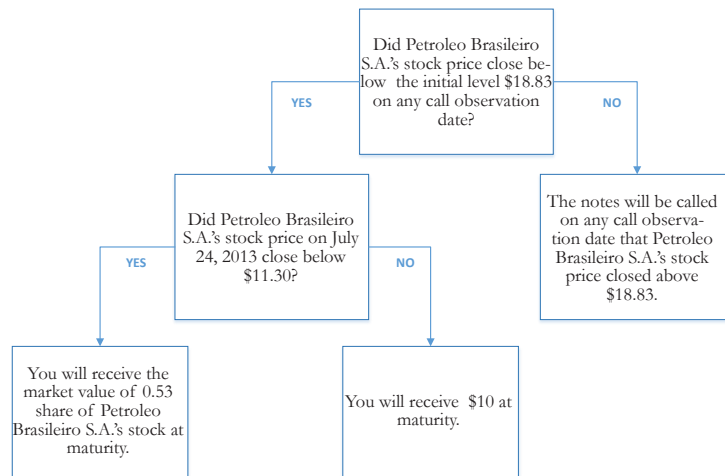 Did Petroleo Brasileiro
S.A.'s stock price close be-
low the initial level $18.83
on any call observation
date?
YES
NO
Did Petroleo Brasileiro
S.A.'s stock price on July
24, 2013 close below
$11.30?
The notes will be called
on any call observa-
tion date that Petroleo
Brasileiro S.A.'s stock
price closed above
$18.83.
YES
NO
You will receive the
market value of 0.53
share of Petroleo
Brasileiro S.A.'s stock at
maturity.
You will receive $10 at
maturity.